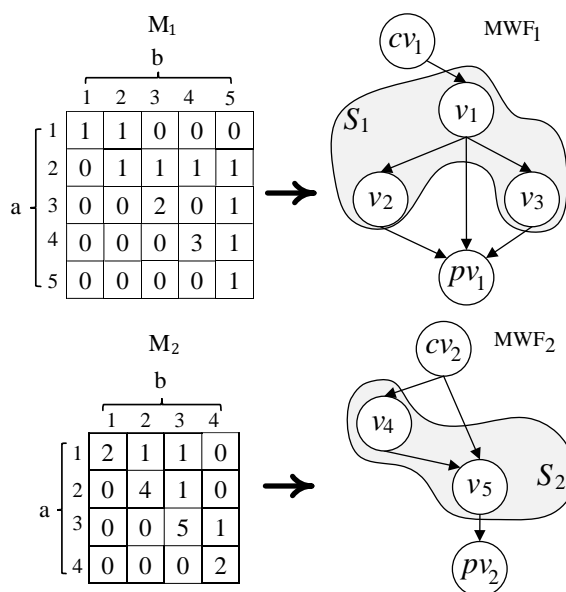 M1
b
1 2 3 4 5
a
1 1 1 0 0 0
2 0 1 1 1 1
3 0 0 2 0 1
4 0 0 0 3 1
5 0 0 0 0 1
MWF1
cv1
S1
v1
v2
v3
pv1
M2
b
1 2 3 4
a
1 2 1 1 0
2 0 4 1 0
3 0 0 5 1
4 0 0 0 2
MWF2
cv2
v4
v5
S2
pv2